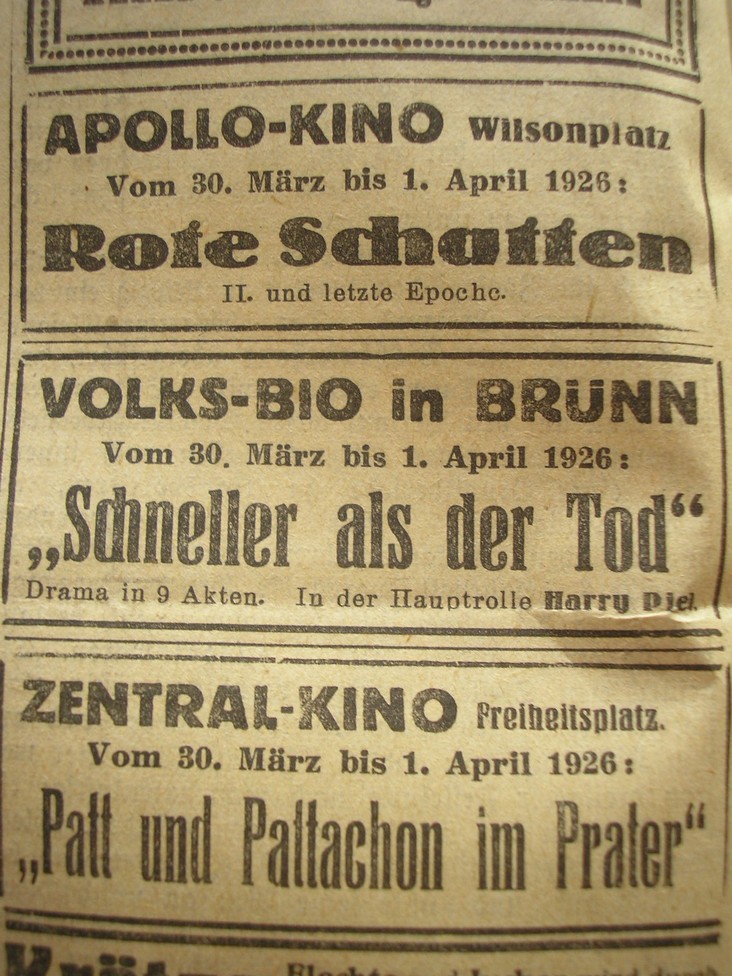 APOLLO-KINO Wilsonplatz
Vom 30. März bis 1. April 1926:
Rote Schatten
II. und letzte Epoche.
VOLKS-BIO in BRÜNN
Vom 30. März bis 1. April 1926:
„Schneller als der Tod“
Drama in 9 Akten. In der Hauptrolle Harry Piel.
ZENTRAL-KINO Freiheitsplatz.
Vom 30. März bis 1. April 1926:
„Patt und Pattachon im Prater“